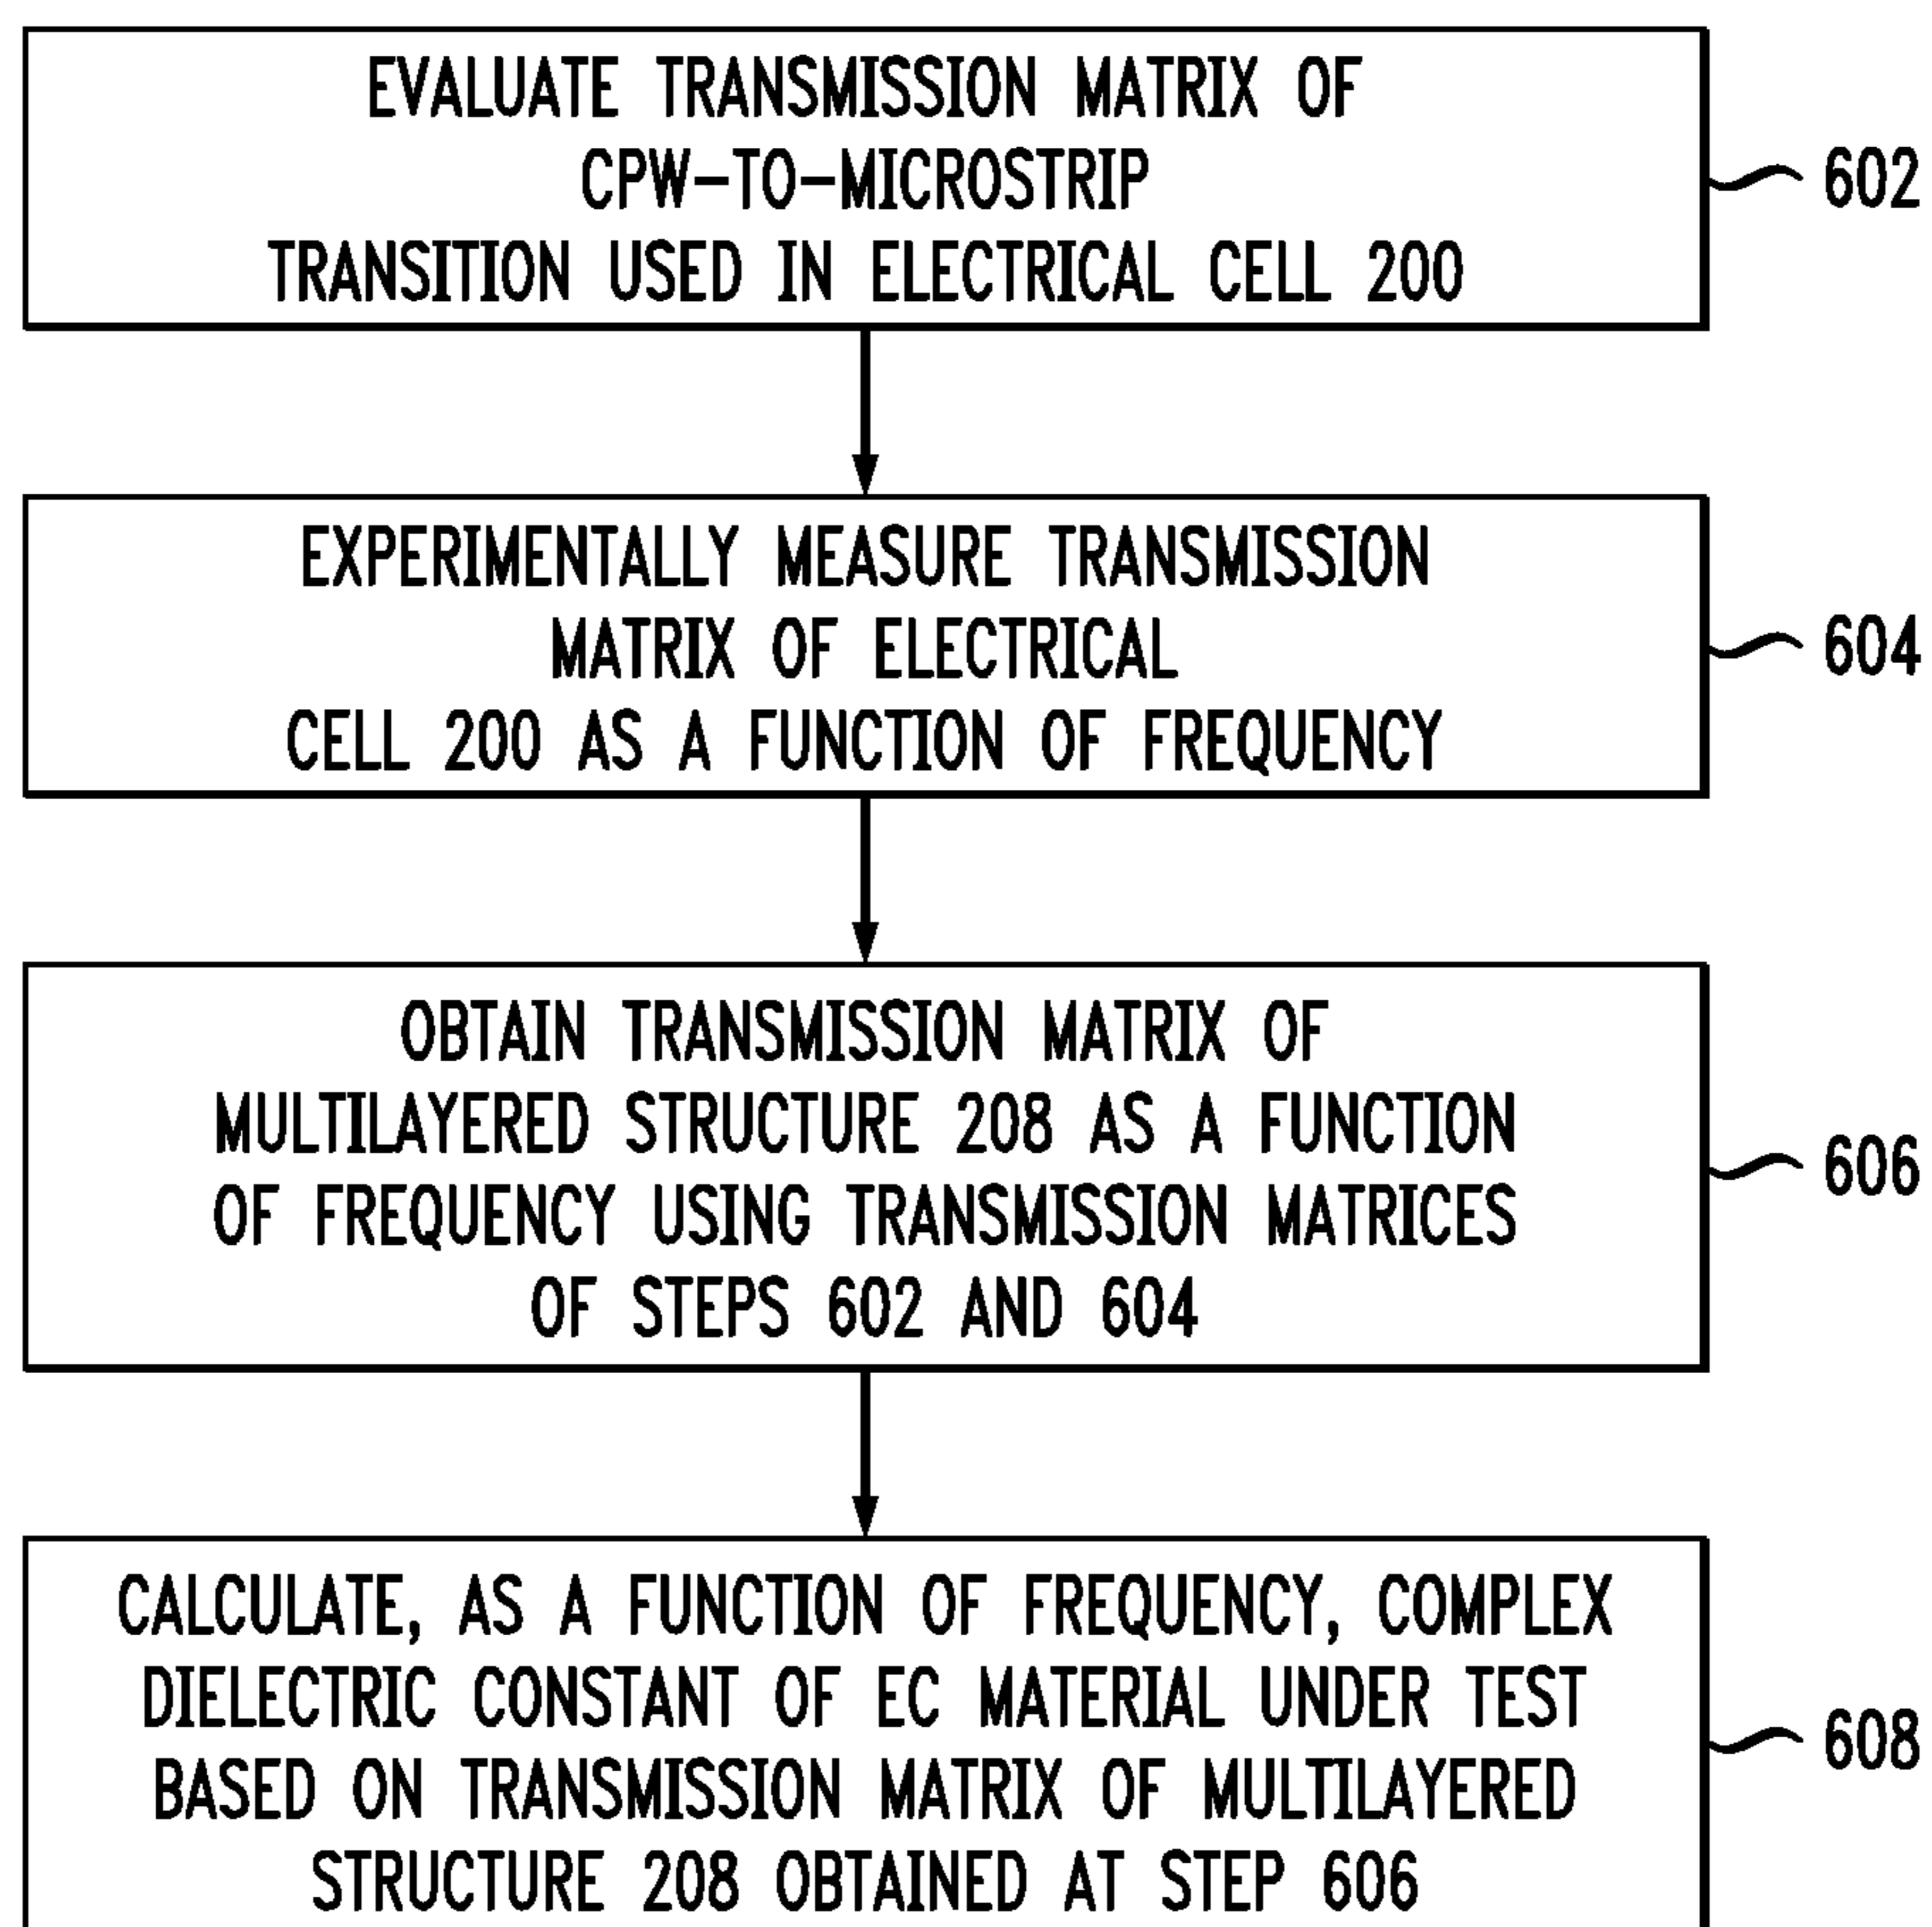 EVALUATE TRANSMISSION MATRIX OF
CPW-TO-MICROSTRIP
TRANSITION USED IN ELECTRICAL CELL 200
602
EXPERIMENTALLY MEASURE TRANSMISSION
MATRIX OF ELECTRICAL
CELL 200 AS A FUNCTION OF FREQUENCY
604
OBTAIN TRANSMISSION MATRIX OF
MULTILAYERED STRUCTURE 208 AS A FUNCTION
OF FREQUENCY USING TRANSMISSION MATRICES
OF STEPS 602 AND 604
606
CALCULATE, AS A FUNCTION OF FREQUENCY, COMPLEX
DIELECTRIC CONSTANT OF EC MATERIAL UNDER TEST
BASED ON TRANSMISSION MATRIX OF MULTILAYERED
STRUCTURE 208 OBTAINED AT STEP 606
608